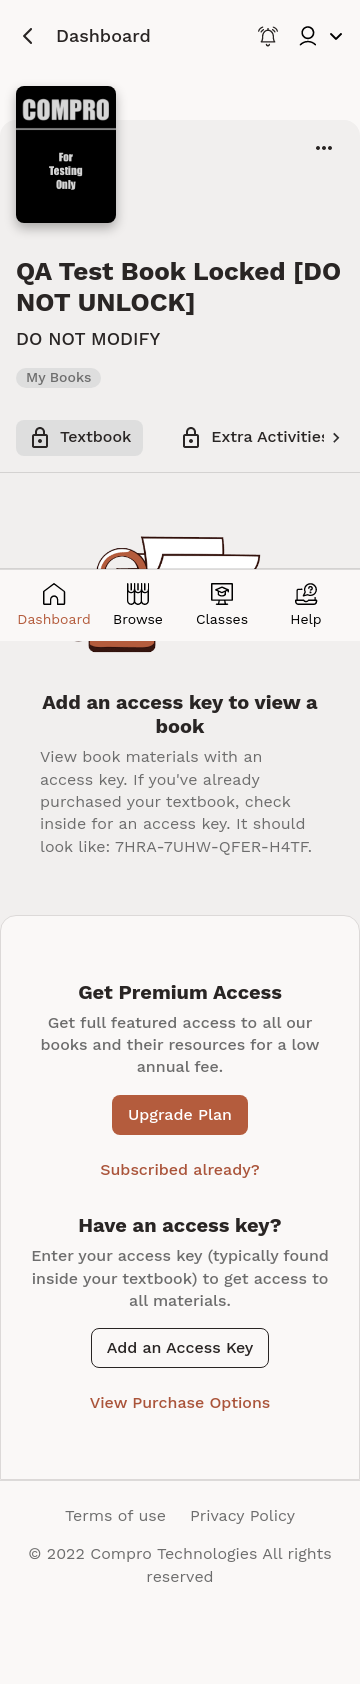 Dashboard
COMPRO
For
Testing
Only
QA Test Book Locked [DO
NOT UNLOCK]
DO NOT MODIFY
My Books
Textbook
Extra Activities
Dashboard
Browse
Classes
Help
Add an access key to view a
book
View book materials with an
access key. If you've already
purchased your textbook, check
inside for an access key. It should
look like: 7HRA-7UHW-QFER-H4TF.
Get Premium Access
Get full featured access to all our
books and their resources for a low
annual fee.
Upgrade Plan
Subscribed already?
Have an access key?
Enter your access key (typically found
inside your textbook) to get access to
all materials.
Add an Access Key
View Purchase Options
Terms of use Privacy Policy
© 2022 Compro Technologies All rights
reserved